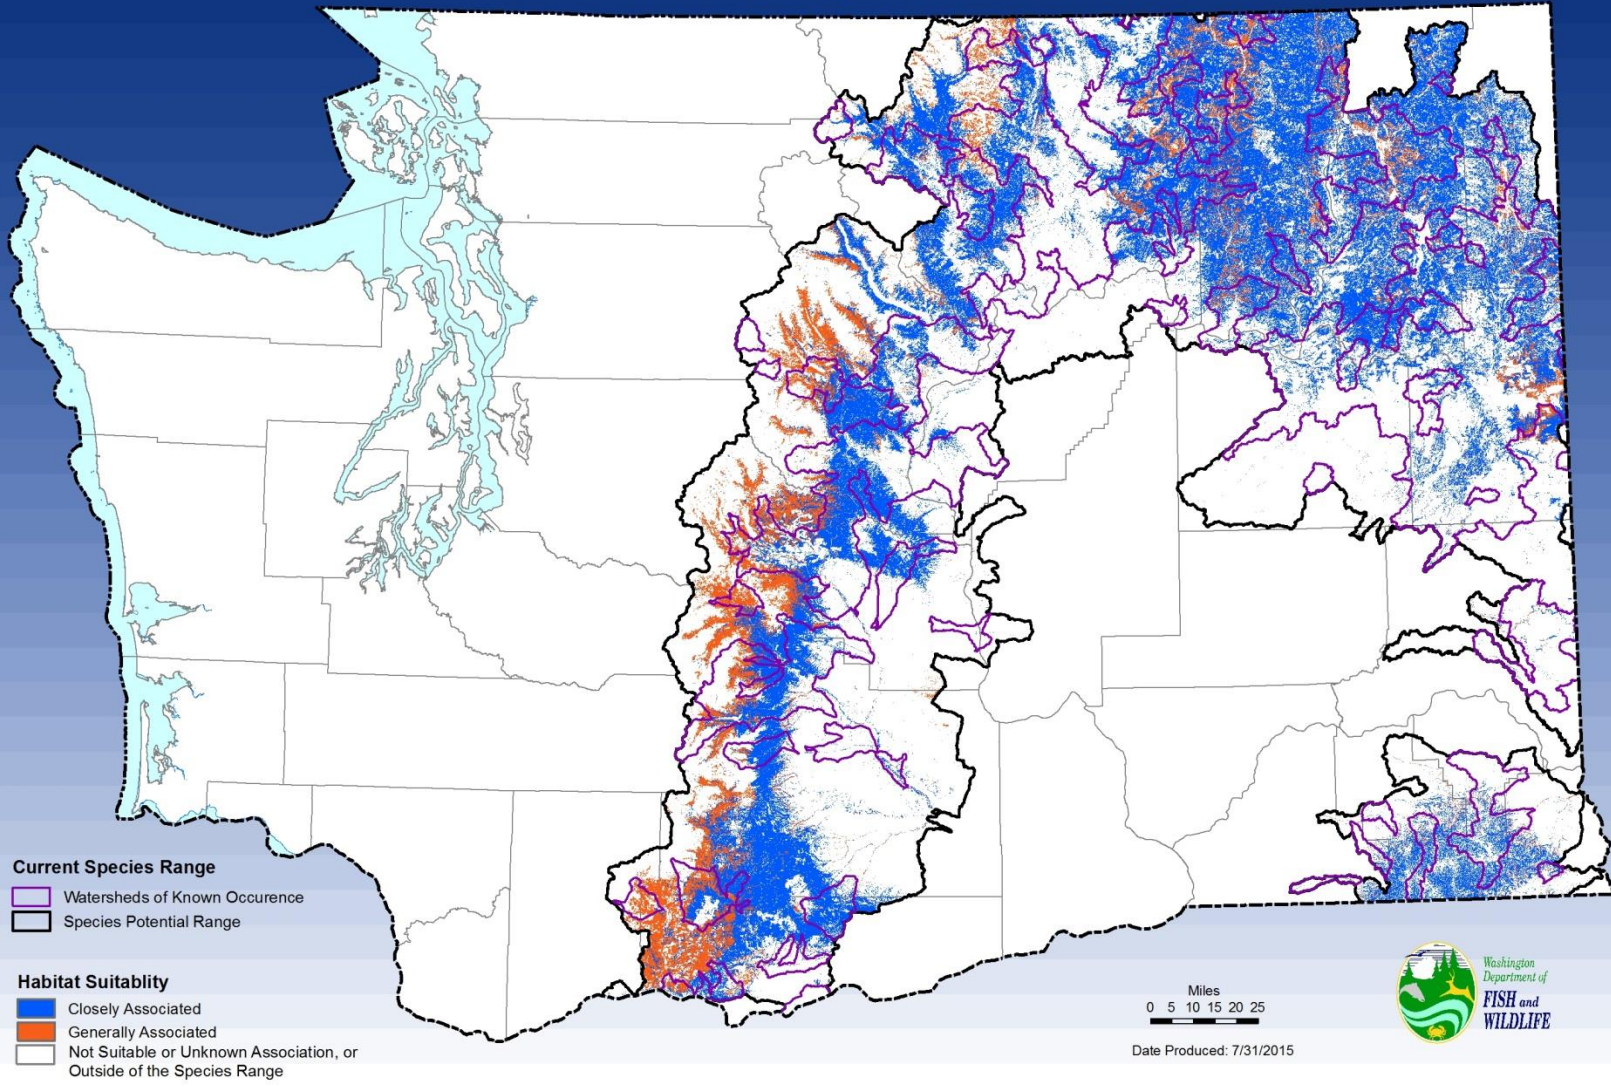 Current Species Range
Watersheds of Known Occurence
Species Potential Range
Habitat Suitablity
Closely Associated
Generally Associated
Not Suitable or Unknown Association, or
Outside of the Species Range
Miles
0 5 10 15 20 25
Date Produced: 7/31/2015
Washington
Department of
FISH and
WILDLIFE